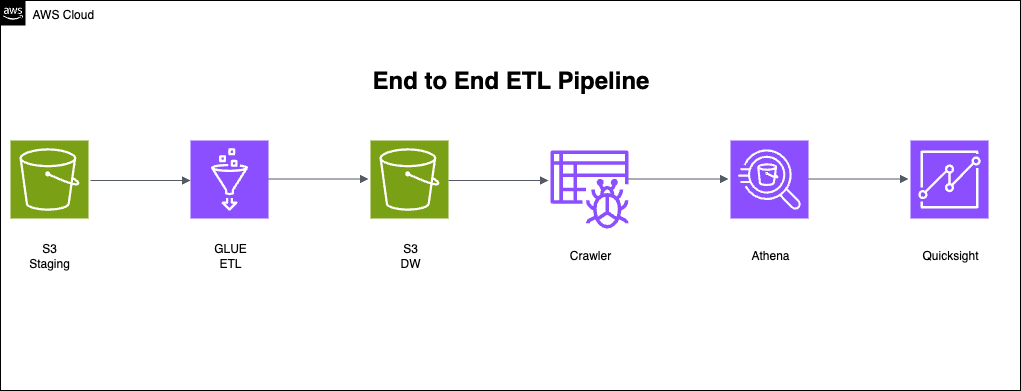 aws
AWS Cloud
End to End ETL Pipeline
S3
Staging
GLUE
ETL
S3
DW
Crawler
Athena
Quicksight